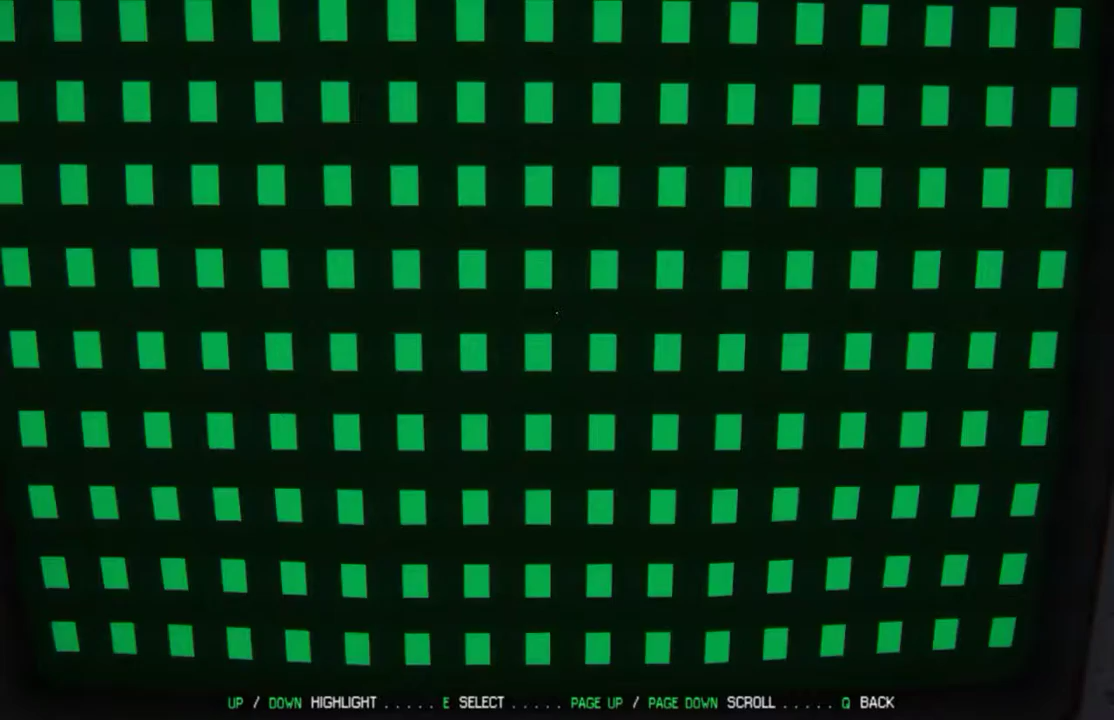 UP / DOWN HIGHLIGHT ..... E SELECT ..... PAGE UP / PAGE DOWN SCROLL ..... Q BACK